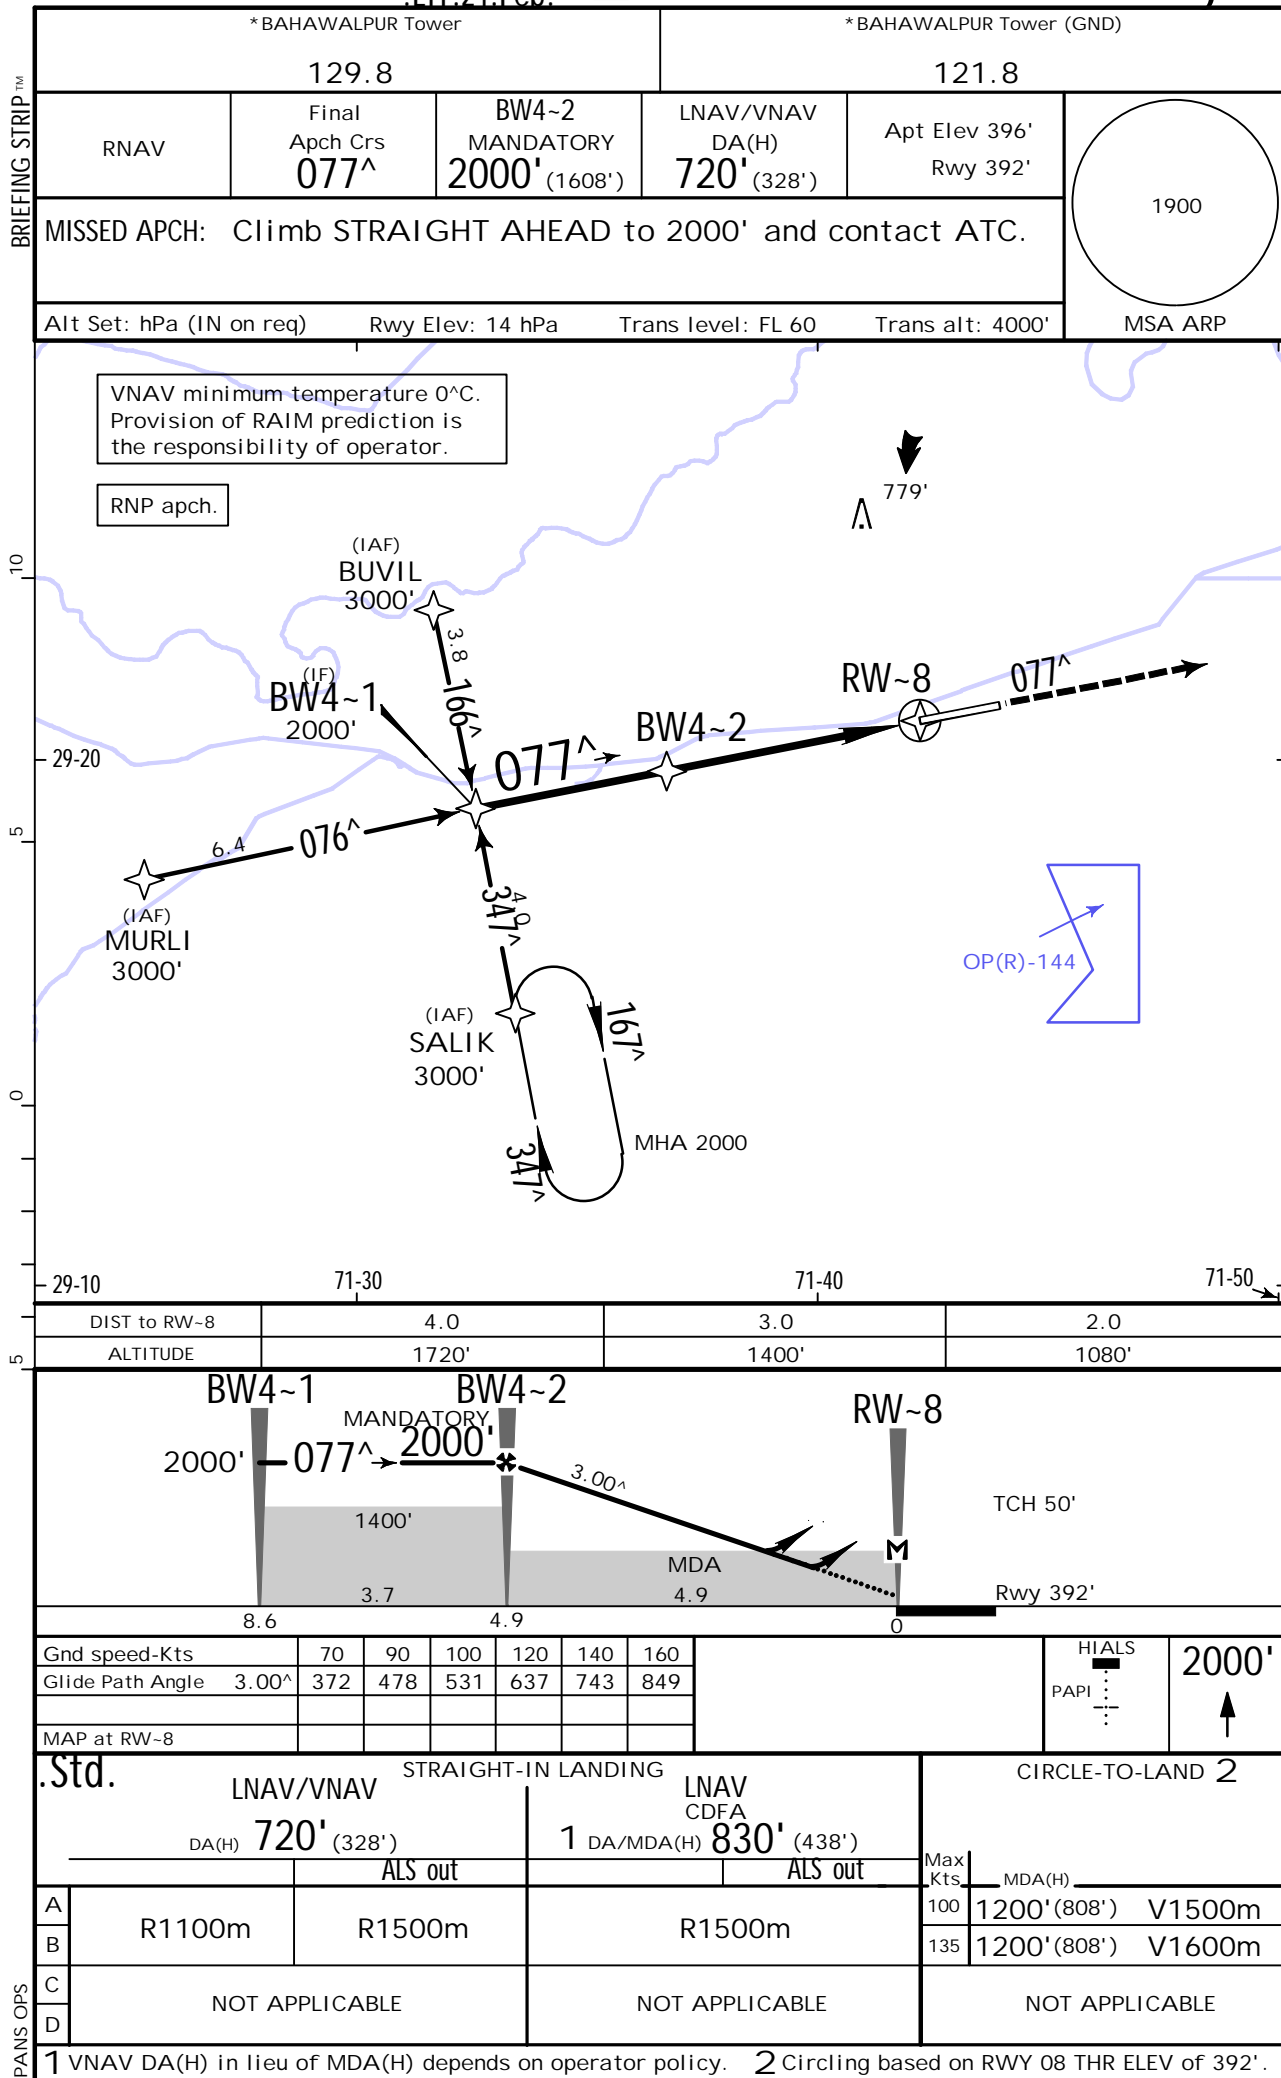 *BAHAWALPUR Tower
129.8
*BAHAWALPUR Tower (GND)
121.8
BRIEFING STRIP TM
RNAV
Final
Apch Crs
077^
BW4~2
MANDATORY
2000' (1608')
LNAV/VNAV
DA(H)
720' (328')
Apt Elev 396'
Rwy 392'
1900
MSA ARP
MISSED APCH: Climb STRAIGHT AHEAD to 2000' and contact ATC.
Alt Set: hPa (IN on req) Rwy Elev: 14 hPa Trans level: FL 60 Trans alt: 4000'
VNAV minimum temperature 0^C.
Provision of RAIM prediction is
the responsibility of operator.
RNP apch.
779'
(IAF)
BUVIL
3000'
3.8
166^
(IF)
BW4~1
2000'
077^
BW4~2
RW~8
077^
10
29-20
5
6.4
076^
(IAF)
MURLI
3000'
347^
4.0
OP(R)-144
(IAF)
SALIK
3000'
167^
347^
MHA 2000
0
29-10
71-30
71-40
71-50
5
DIST to RW~8 4.0 3.0 2.0
ALTITUDE 1720' 1400' 1080'
BW4~1
BW4~2
RW~8
MANDATORY
2000'
2000'
077^
3.00^
TCH 50'
1400'
MDA
M
3.7
4.9
Rwy 392'
8.6
4.9
0
Gnd speed-Kts 70 90 100 120 140 160
Glide Path Angle 3.00^ 372 478 531 637 743 849
MAP at RW~8
HIALS
PAPI
2000'
.Std.
STRAIGHT-IN LANDING
CIRCLE-TO-LAND 2
LNAV/VNAV
DA(H) 720' (328')
LNAV
CDFA
1 DA/MDA(H) 830' (438')
ALS out
ALS out
Max
Kts
MDA(H)
A
B
C
D
R1100m
R1500m
R1500m
100 1200' (808') V1500m
135 1200' (808') V1600m
NOT APPLICABLE
NOT APPLICABLE
NOT APPLICABLE
PANS OPS
1 VNAV DA(H) in lieu of MDA(H) depends on operator policy. 2 Circling based on RWY 08 THR ELEV of 392'.